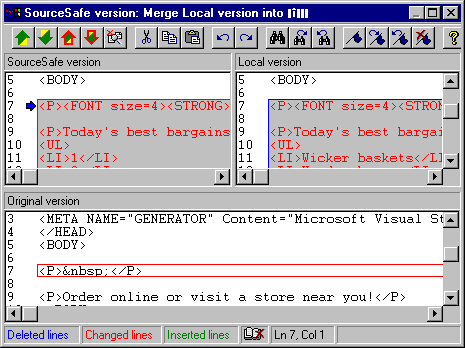 SourceSafe version: Merge Local version into
SourceSafe version
5 <BODY>
6
7 <P><FONT size=4><STRONG>
8
9 <P>Today's best bargains
10 <UL>
11 <LI>1</LI>
Local version
5 <BODY>
6
7 <P><FONT size=4><STRON
8
9 <P>Today's best bargai
10 <UL>
11 <LI>Wicker baskets</LI
Original version
3 <META NAME="GENERATOR" Content="Microsoft Visual St
4 </HEAD>
5 <BODY>
6
7 <P>&nbsp;</P>
8
9 <P>Order online or visit a store near you!</P>
Deleted lines
Changed lines
Inserted lines
Ln 7, Col 1